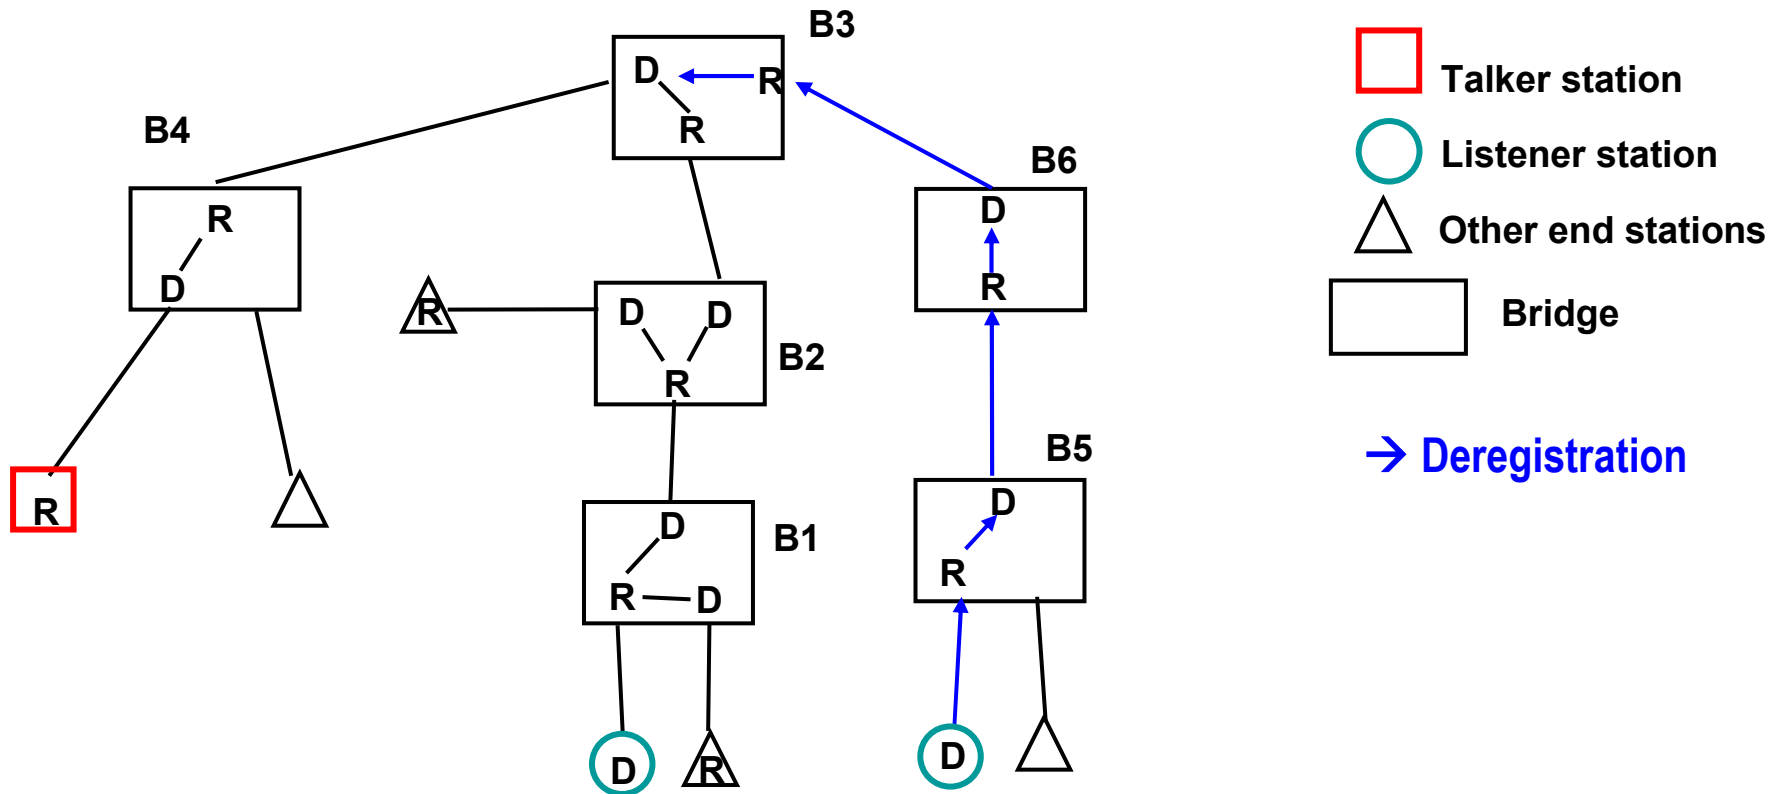 B3
D
R
R
B4
R
D
R
B6
D
R
R
D
D
R
B2
B5
D
R
D
R
D
B1
D
R
D
Talker station
Listener station
Other end stations
Bridge
→ Deregistration